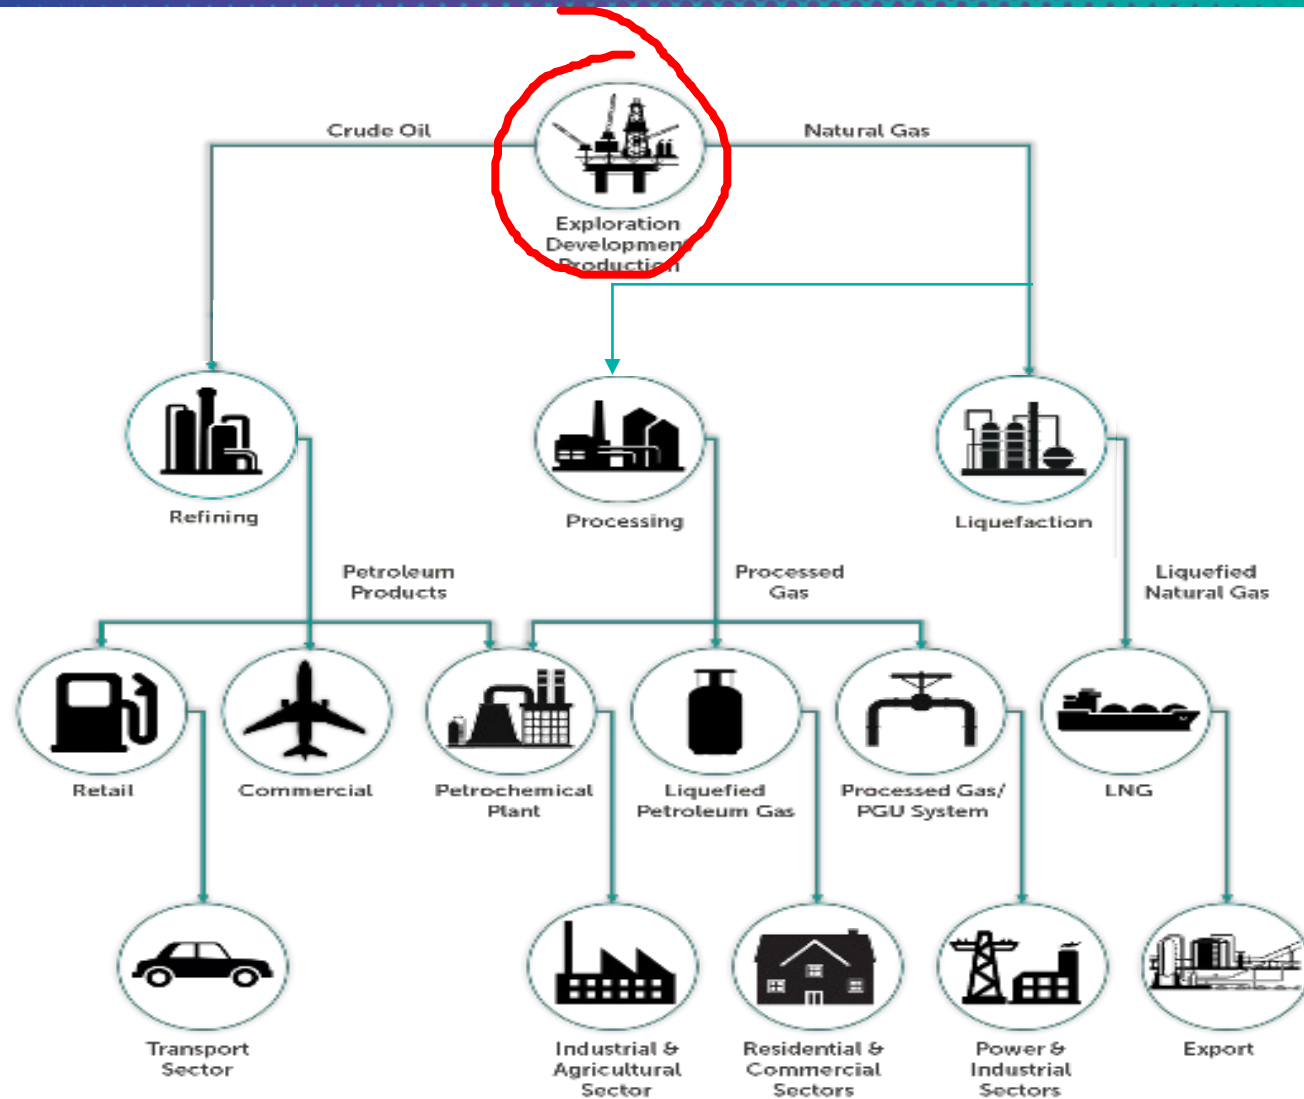 Crude Oil
Natural Gas
Exploration
Development
Production
Refining
Processing
Liquefaction
Petroleum
Products
Processed
Gas
Liquefied
Natural Gas
Retail
Commercial
Petrochemical
Plant
Liquefied
Petroleum Gas
Processed Gas/
PGU System
LNG
Transport
Sector
Industrial &
Agricultural
Sector
Residential &
Commercial
Sectors
Power &
Industrial
Sectors
Export